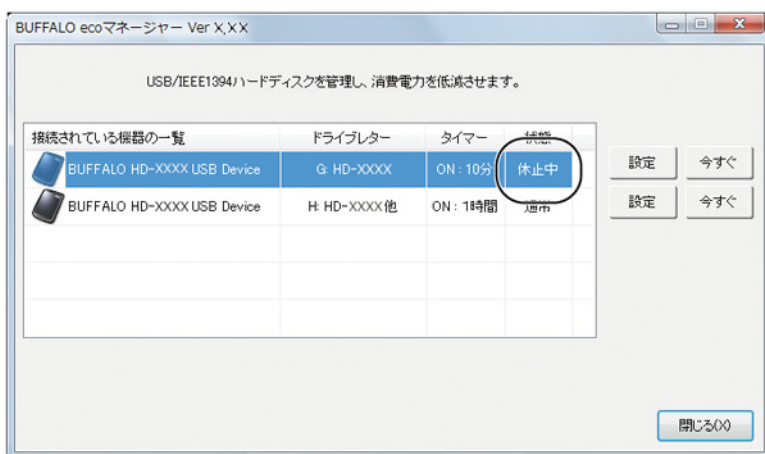 BUFFALO ecoマネージャー Ver X.XX
USB/IEEE1394ハードディスクを管理し、消費電力を低減させます。
接続されている機器の一覧 ドライブレター タイマー 状態
BUFFALO HD-XXXX USB Device G: HD-XXXX ON : 10分 休止中 設定 今すぐ
BUFFALO HD-XXXX USB Device H: HD-XXXX他 ON : 1時間 通常 設定 今すぐ
閉じる(X)